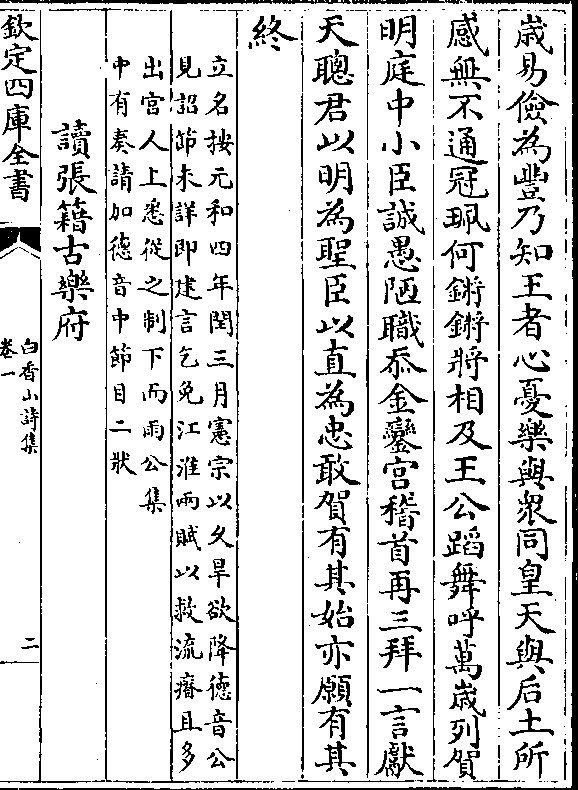 歳易儉為豐乃知王者心憂樂與衆同皇天與后土所
感無不通冠珮何鏘鏘將相及王公蹈舞呼萬歳列賀
明庭中小臣誠愚陋職忝金鑾宫稽首再三拜一言獻
天聰君以明為聖臣以直為忠敢賀有其始亦願有其
終
立名按元和四年閏三月憲宗以久旱欲降德音公
見詔節未詳即建言乞免江淮兩賦以救流瘠且多
出宫人上悉從之制下而雨公集
中有奏請加德音中節目二狀
讀張籍古樂府
欽定四庫全書
白香山詩集
卷一
二